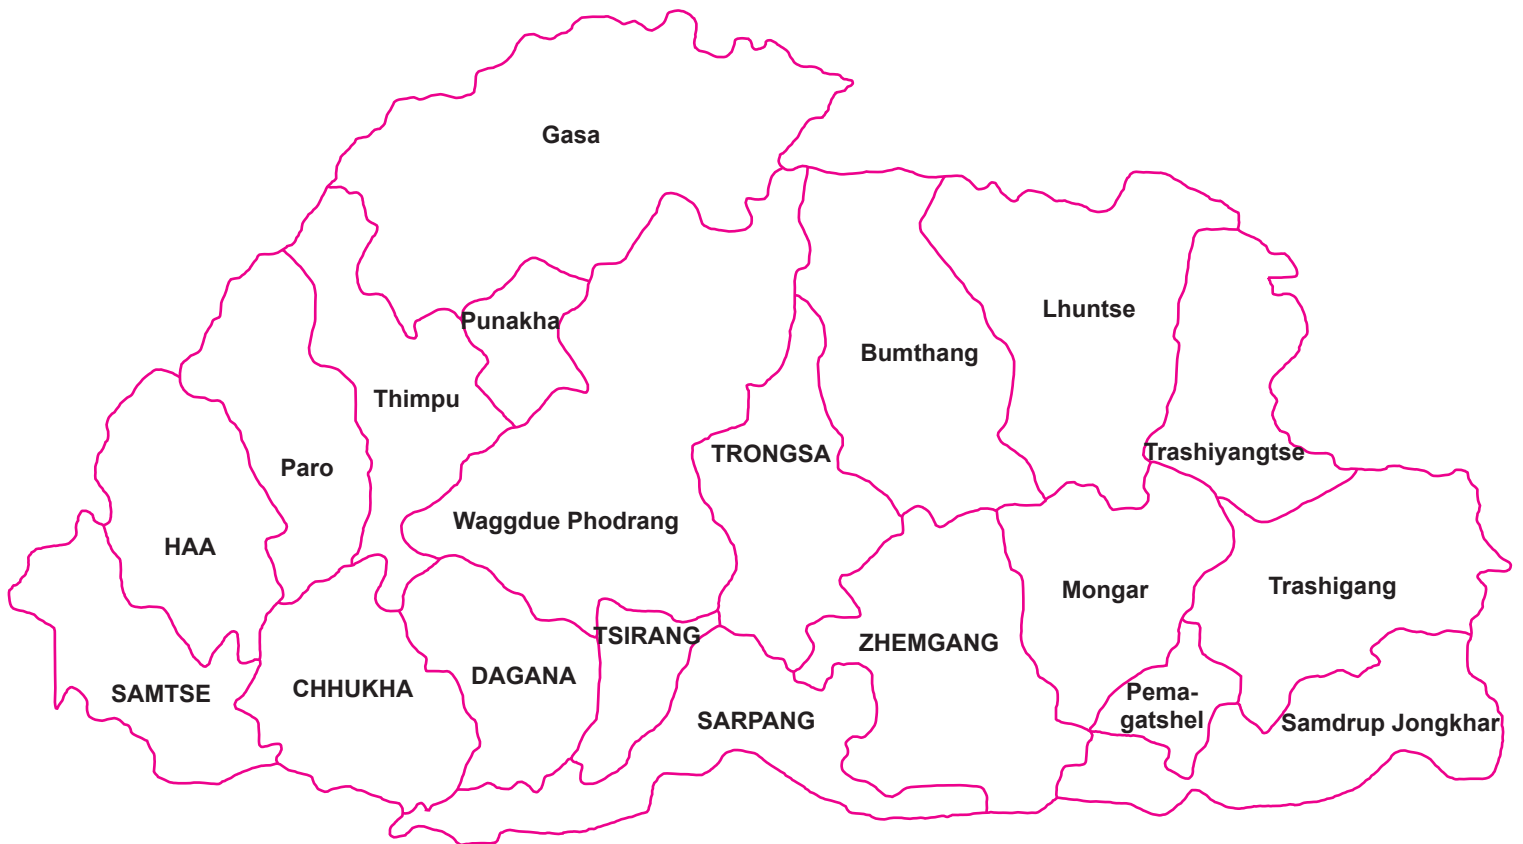 Gasa
Punakha
Lhuntse
Bumthang
Thimpu
Trashiyangtse
TRONGSA
Paro
Waggdue Phodrang
HAA
Mongar
Trashigang
TSIRANG
ZHEMGANG
DAGANA
CHHUKHA
SAMTSE
Pema-
gatshel
SARPANG
Samdrup Jongkhar